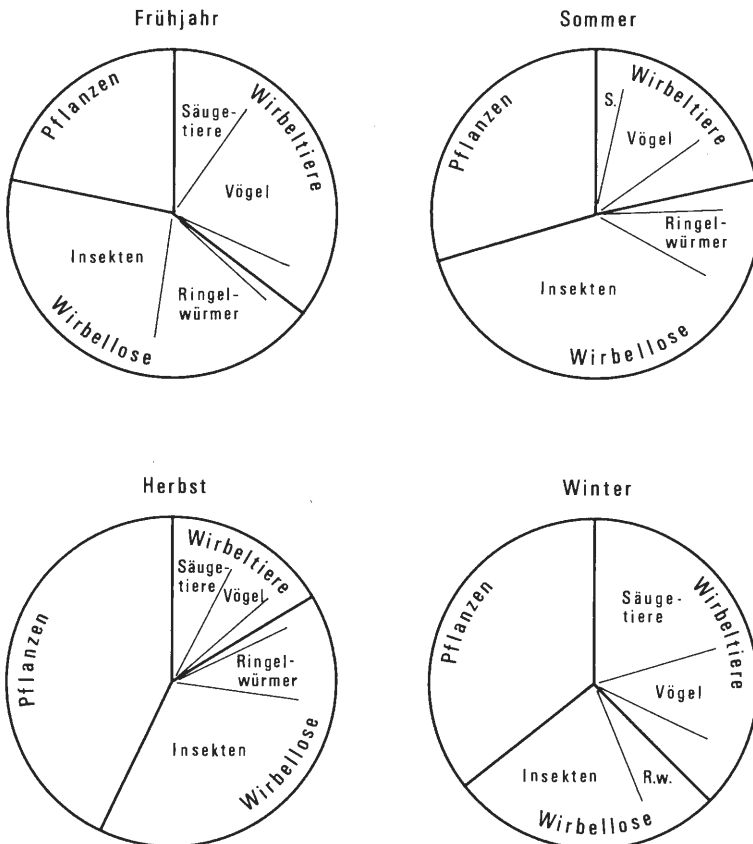 Frühjahr
Pflanzen
Säuge-
tiere
Wirbeltiere
Vögel
Insekten
Ringel-
würmer
Wirbellose
Sommer
Pflanzen
S.
Wirbeltiere
Vögel
Ringel-
würmer
Insekten
Wirbellose
Herbst
Pflanzen
Wirbeltiere
Säuge-
tiere
Vögel
Ringel-
würmer
Insekten
Wirbellose
Winter
Pflanzen
Säuge-
tiere
Wirbeltiere
Vögel
Insekten
R.w.
Wirbellose